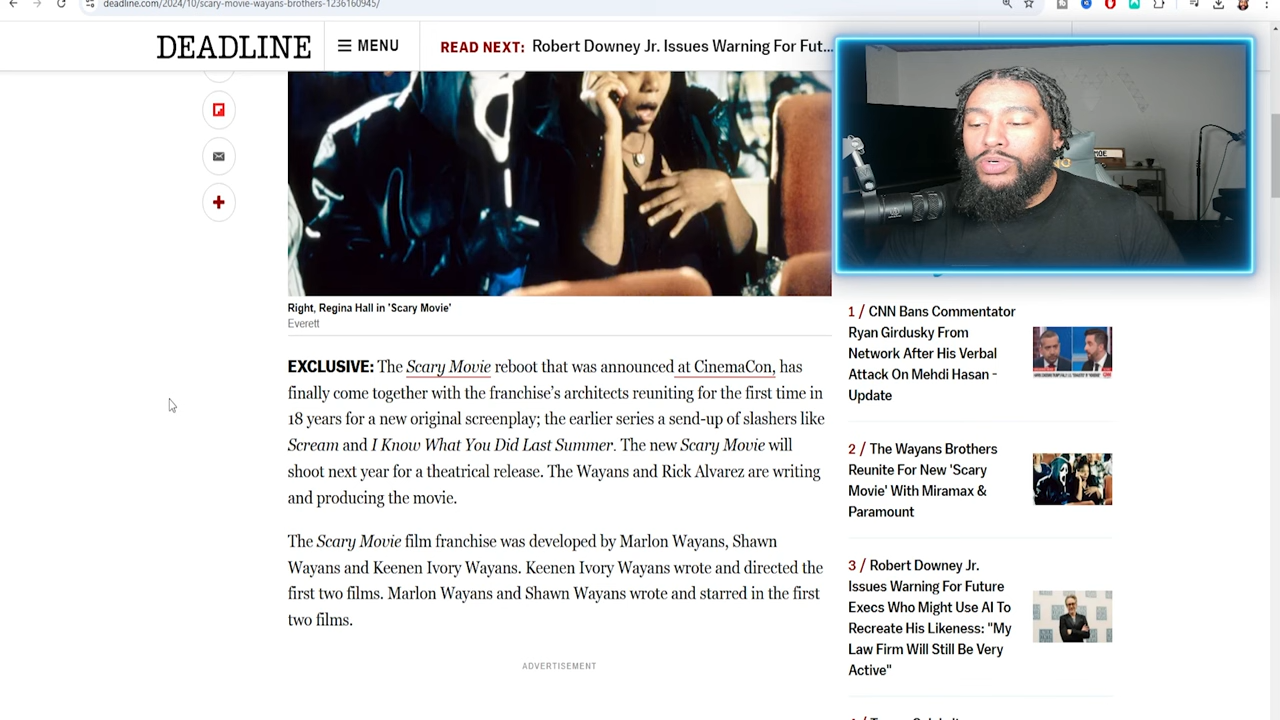 deadline.com/2024/10/scary-movie-wayans-brothers-1236160945/
DEADLINE
MENU
READ NEXT: Robert Downey Jr. Issues Warning For Fut...
Right, Regina Hall in 'Scary Movie'
Everett
EXCLUSIVE: The Scary Movie reboot that was announced at CinemaCon, has
finally come together with the franchise's architects reuniting for the first time in
18 years for a new original screenplay; the earlier series a send-up of slashers like
Scream and I Know What You Did Last Summer. The new Scary Movie will
shoot next year for a theatrical release. The Wayans and Rick Alvarez are writing
and producing the movie.
The Scary Movie film franchise was developed by Marlon Wayans, Shawn
Wayans and Keenen Ivory Wayans. Keenen Ivory Wayans wrote and directed the
first two films. Marlon Wayans and Shawn Wayans wrote and starred in the first
two films.
ADVERTISEMENT
1 / CNN Bans Commentator
Ryan Girdusky From
Network After His Verbal
Attack On Mehdi Hasan –
Update
2 / The Wayans Brothers
Reunite For New 'Scary
Movie' With Miramax &
Paramount
3 / Robert Downey Jr.
Issues Warning For Future
Execs Who Might Use AI To
Recreate His Likeness: "My
Law Firm Will Still Be Very
Active"